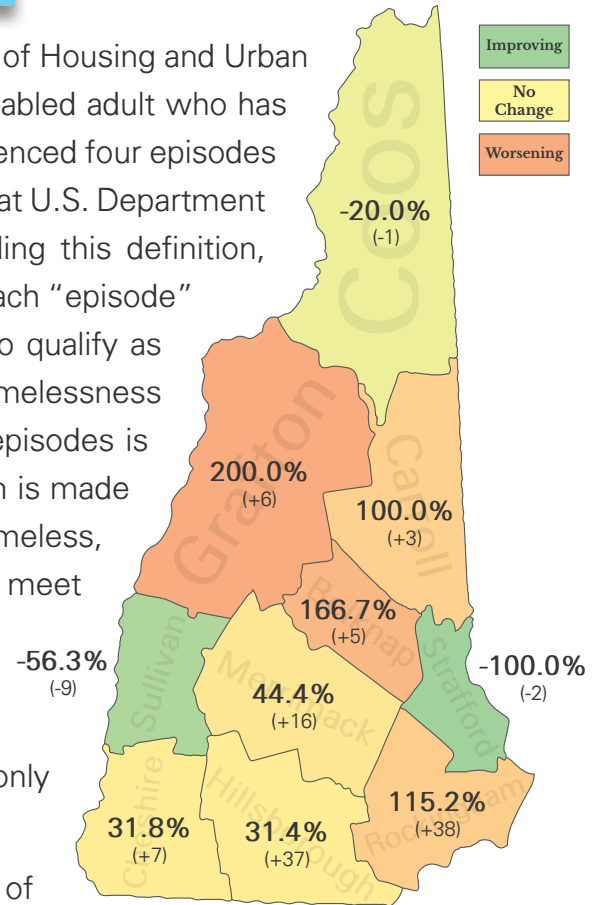 of Housing and Urban
abled adult who has
enced four episodes
at U.S. Department
ling this definition,
ach “episode”
o qualify as
melessness
episodes is
n is made
meless,
meet
only
of
Improving
No
Change
Worsening
Coos
-20.0%
(-1)
Grafton
200.0%
(+6)
Carroll
100.0%
(+3)
Belknap
166.7%
(+5)
Sullivan
-56.3%
(-9)
Merrimack
44.4%
(+16)
Strafford
-100.0%
(-2)
Cheshire
31.8%
(+7)
Hillsborough
31.4%
(+37)
Rockingham
115.2%
(+38)